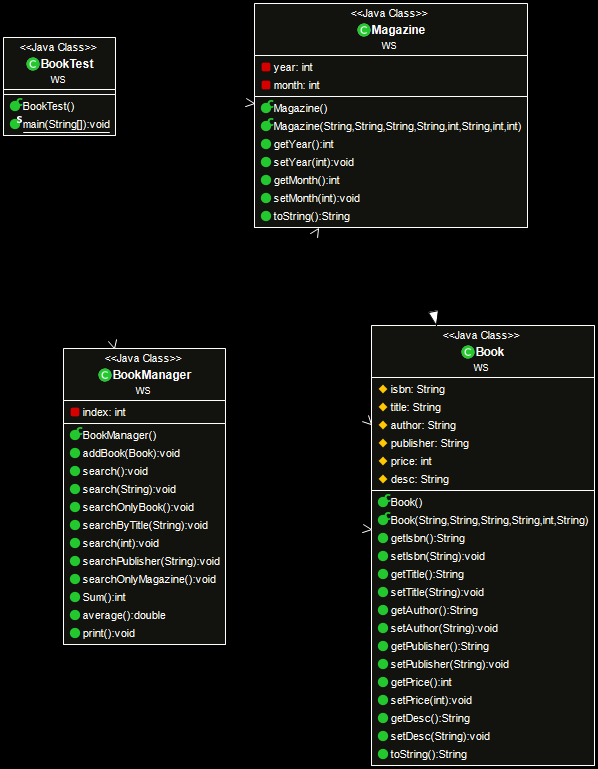 <<Java Class>>
BookTest
ws
BookTest()
main(String[]):void
<<Java Class>>
Magazine
ws
year: int
month: int
Magazine()
Magazine(String,String,String,String,int,String,int,int)
getYear():int
setYear(int):void
getMonth():int
setMonth(int):void
toString():String
<<Java Class>>
BookManager
ws
index: int
BookManager()
addBook(Book):void
search():void
search(String):void
searchOnlyBook():void
searchByTitle(String):void
search(int):void
searchPublisher(String):void
searchOnlyMagazine():void
Sum():int
average():double
print():void
<<Java Class>>
Book
ws
isbn: String
title: String
author: String
publisher: String
price: int
desc: String
Book()
Book(String,String,String,String,int,String)
getIsbn():String
setIsbn(String):void
getTitle():String
setTitle(String):void
getAuthor():String
setAuthor(String):void
getPublisher():String
setPublisher(String):void
getPrice():int
setPrice(int):void
getDesc():String
setDesc(String):void
toString():String